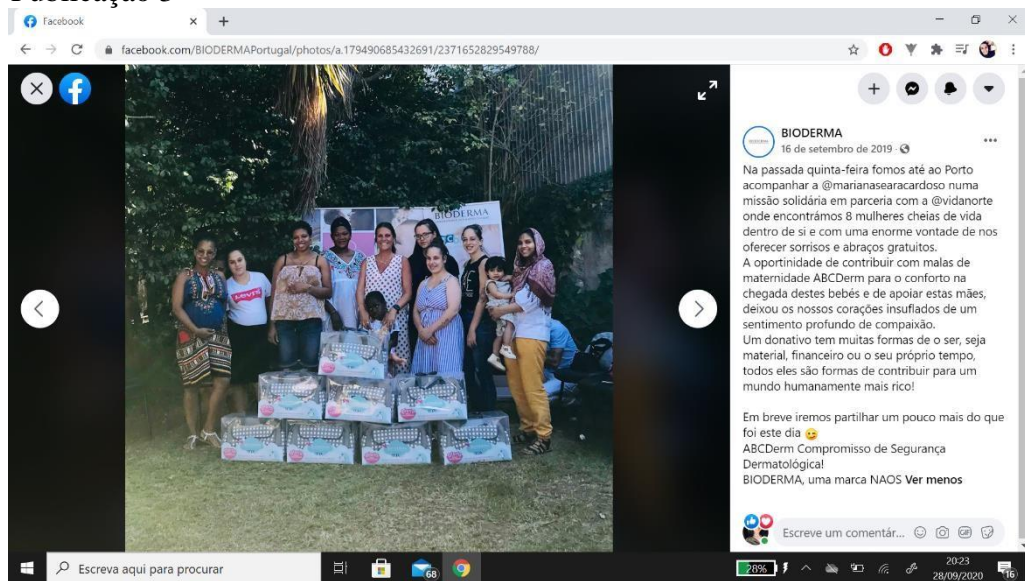 Facebook
facebook.com/BIODERMAPortugal/photos/a.179490685432691/2371652829549788/
BIODERMA
Levi's
BIODERMA
16 de setembro de 2019
Na passada quinta-feira fomos até ao Porto
acompanhar a @marianasearacardoso numa
missão solidária em parceria com a @vidanorte
onde encontrámos 8 mulheres cheias de vida
dentro de si e com uma enorme vontade de nos
oferecer sorrisos e abraços gratuitos.
A oportinidade de contribuir com malas de
maternidade ABCDerm para o conforto na
chegada destes bebés e de apoiar estas mães,
deixou os nossos corações insuflados de um
sentimento profundo de compaixão.
Um donativo tem muitas formas de o ser, seja
material, financeiro ou o seu próprio tempo,
todos eles são formas de contribuir para um
mundo humanamente mais rico!
Em breve iremos partilhar um pouco mais do que
foi este dia 😉
ABCDerm Compromisso de Segurança
Dermatológica!
BIODERMA, uma marca NAOS Ver menos
Escreve um comentár...
GIF
Escreva aqui para procurar
68
28%
20:23
28/09/2020
16